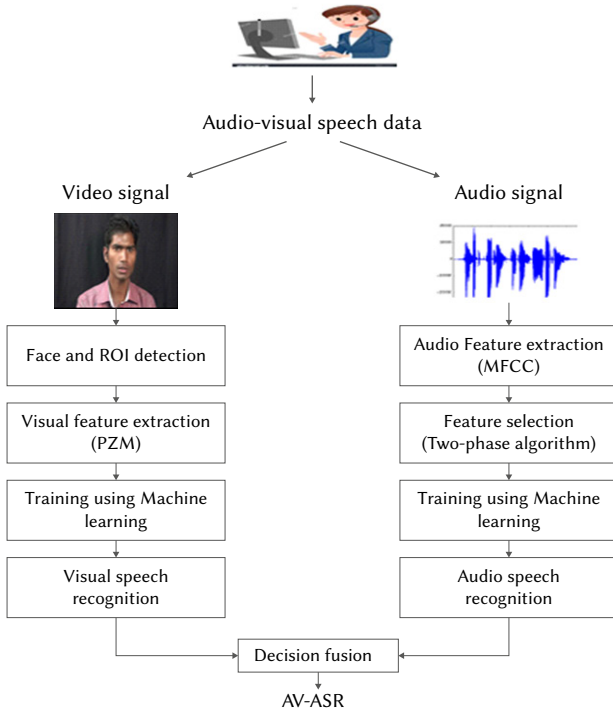 Audio-visual speech data
Video signal
Audio signal
Face and ROI detection
Audio Feature extraction
(MFCC)
Visual feature extraction
(PZM)
Feature selection
(Two-phase algorithm)
Training using Machine
learning
Training using Machine
learning
Visual speech
recognition
Audio speech
recognition
Decision fusion
AV-ASR